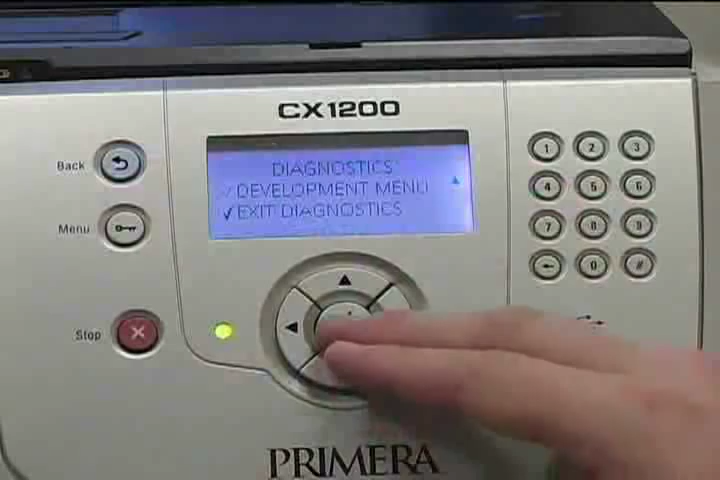 CX1200
DIAGNOSTICS
DEVELOPMENT MENU
✓EXIT DIAGNOSTICS
Back
Menu
Stop
1 2 3
4 5 6
7 8 9
← 0 #
PRIMERA